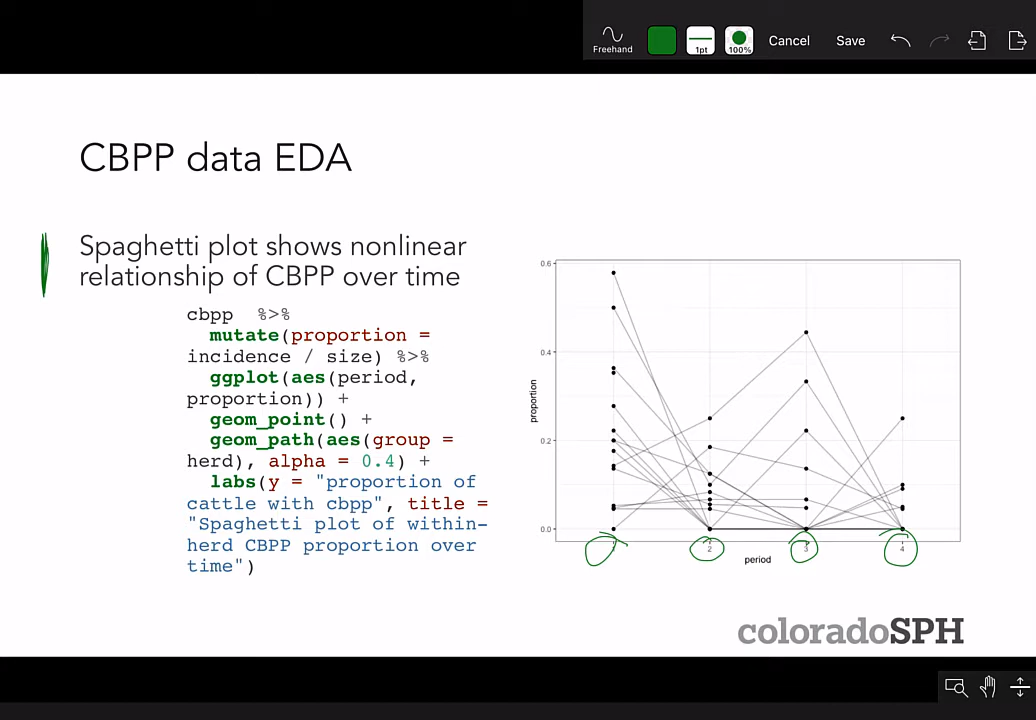 Freehand
1pt
100%
Cancel
Save
CBPP data EDA
Spaghetti plot shows nonlinear
relationship of CBPP over time
cbpp %>%
mutate(proportion =
incidence / size) %>%
ggplot(aes(period,
proportion)) +
geom_point() +
geom_path(aes(group =
herd), alpha = 0.4) +
labs(y = "proportion of
cattle with cbpp", title =
"Spaghetti plot of within-
herd CBPP proportion over
time")
0.6
0.4
0.2
0.0
proportion
1
2
3
4
period
coloradoSPH